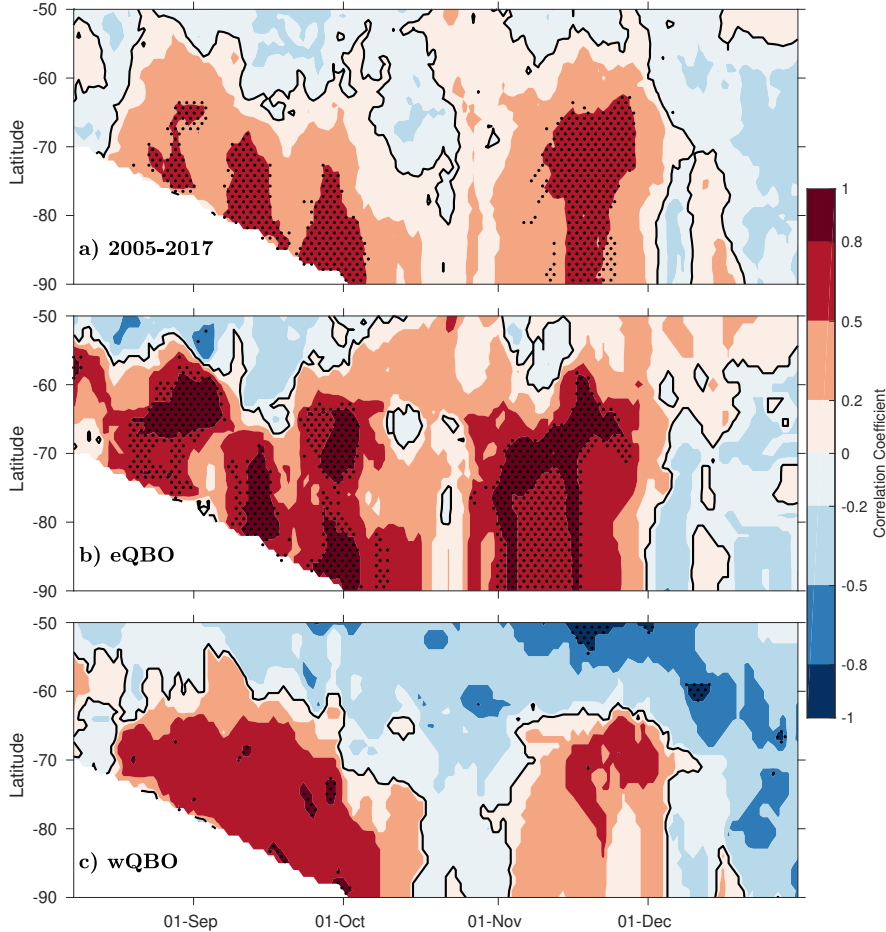 -50
-60
Latitude
-70
-80
a) 2005-2017
-90
-50
-60
Latitude
-70
-80
b) eQBO
-90
-50
-60
Latitude
-70
-80
c) wQBO
-90
01-Sep
01-Oct
01-Nov
01-Dec
1
0.8
0.5
0.2
0
-0.2
-0.5
-0.8
-1
Correlation Coefficient